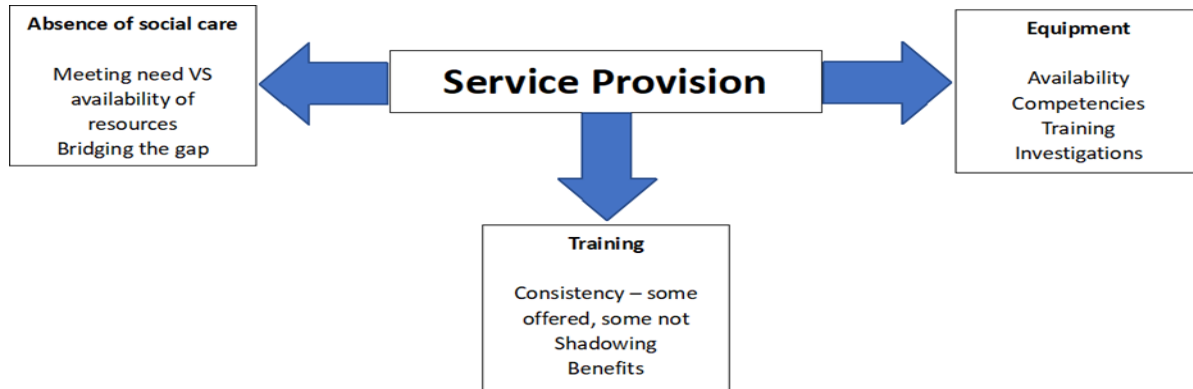 Service Provision
Absence of social care
Meeting need VS
availability of
resources
Bridging the gap
Training
Consistency – some
offered, some not
Shadowing
Benefits
Equipment
Availability
Competencies
Training
Investigations